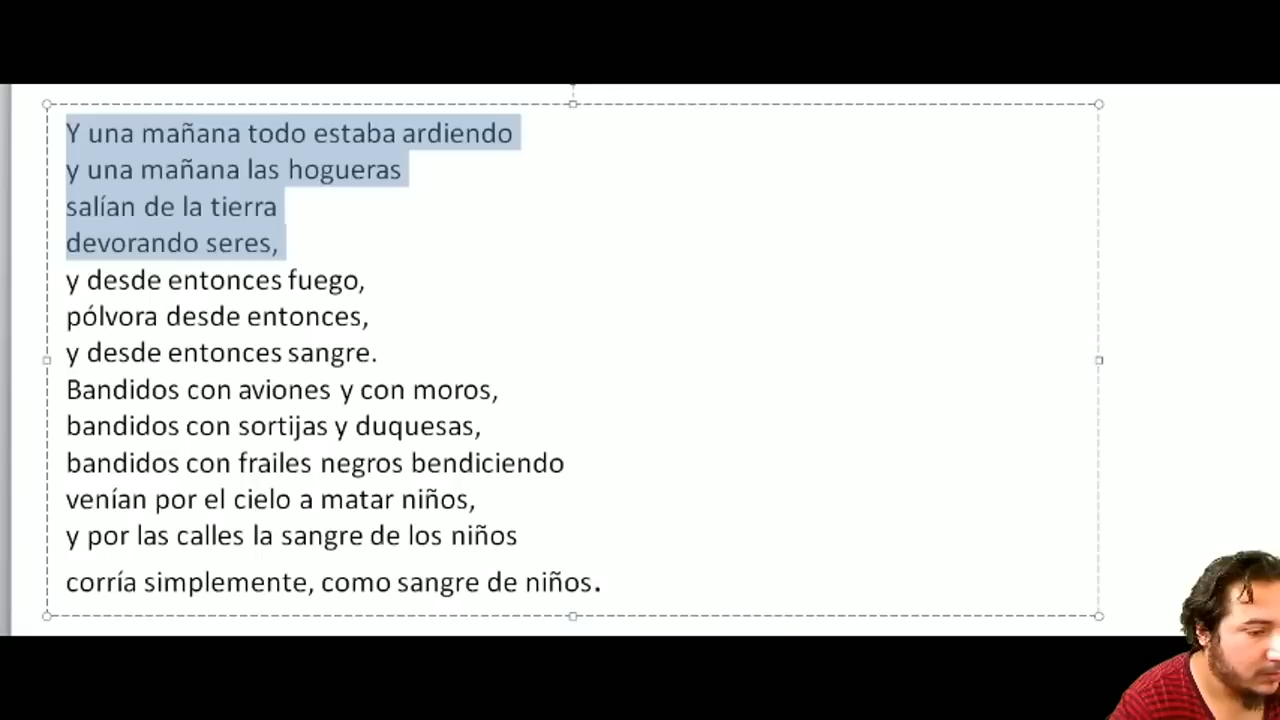 Y una mañana todo estaba ardiendo
y una mañana las hogueras
salían de la tierra
devorando seres,
y desde entonces fuego,
pólvora desde entonces,
y desde entonces sangre.
Bandidos con aviones y con moros,
bandidos con sortijas y duquesas,
bandidos con frailes negros bendiciendo
venían por el cielo a matar niños,
y por las calles la sangre de los niños
corría simplemente, como sangre de niños.